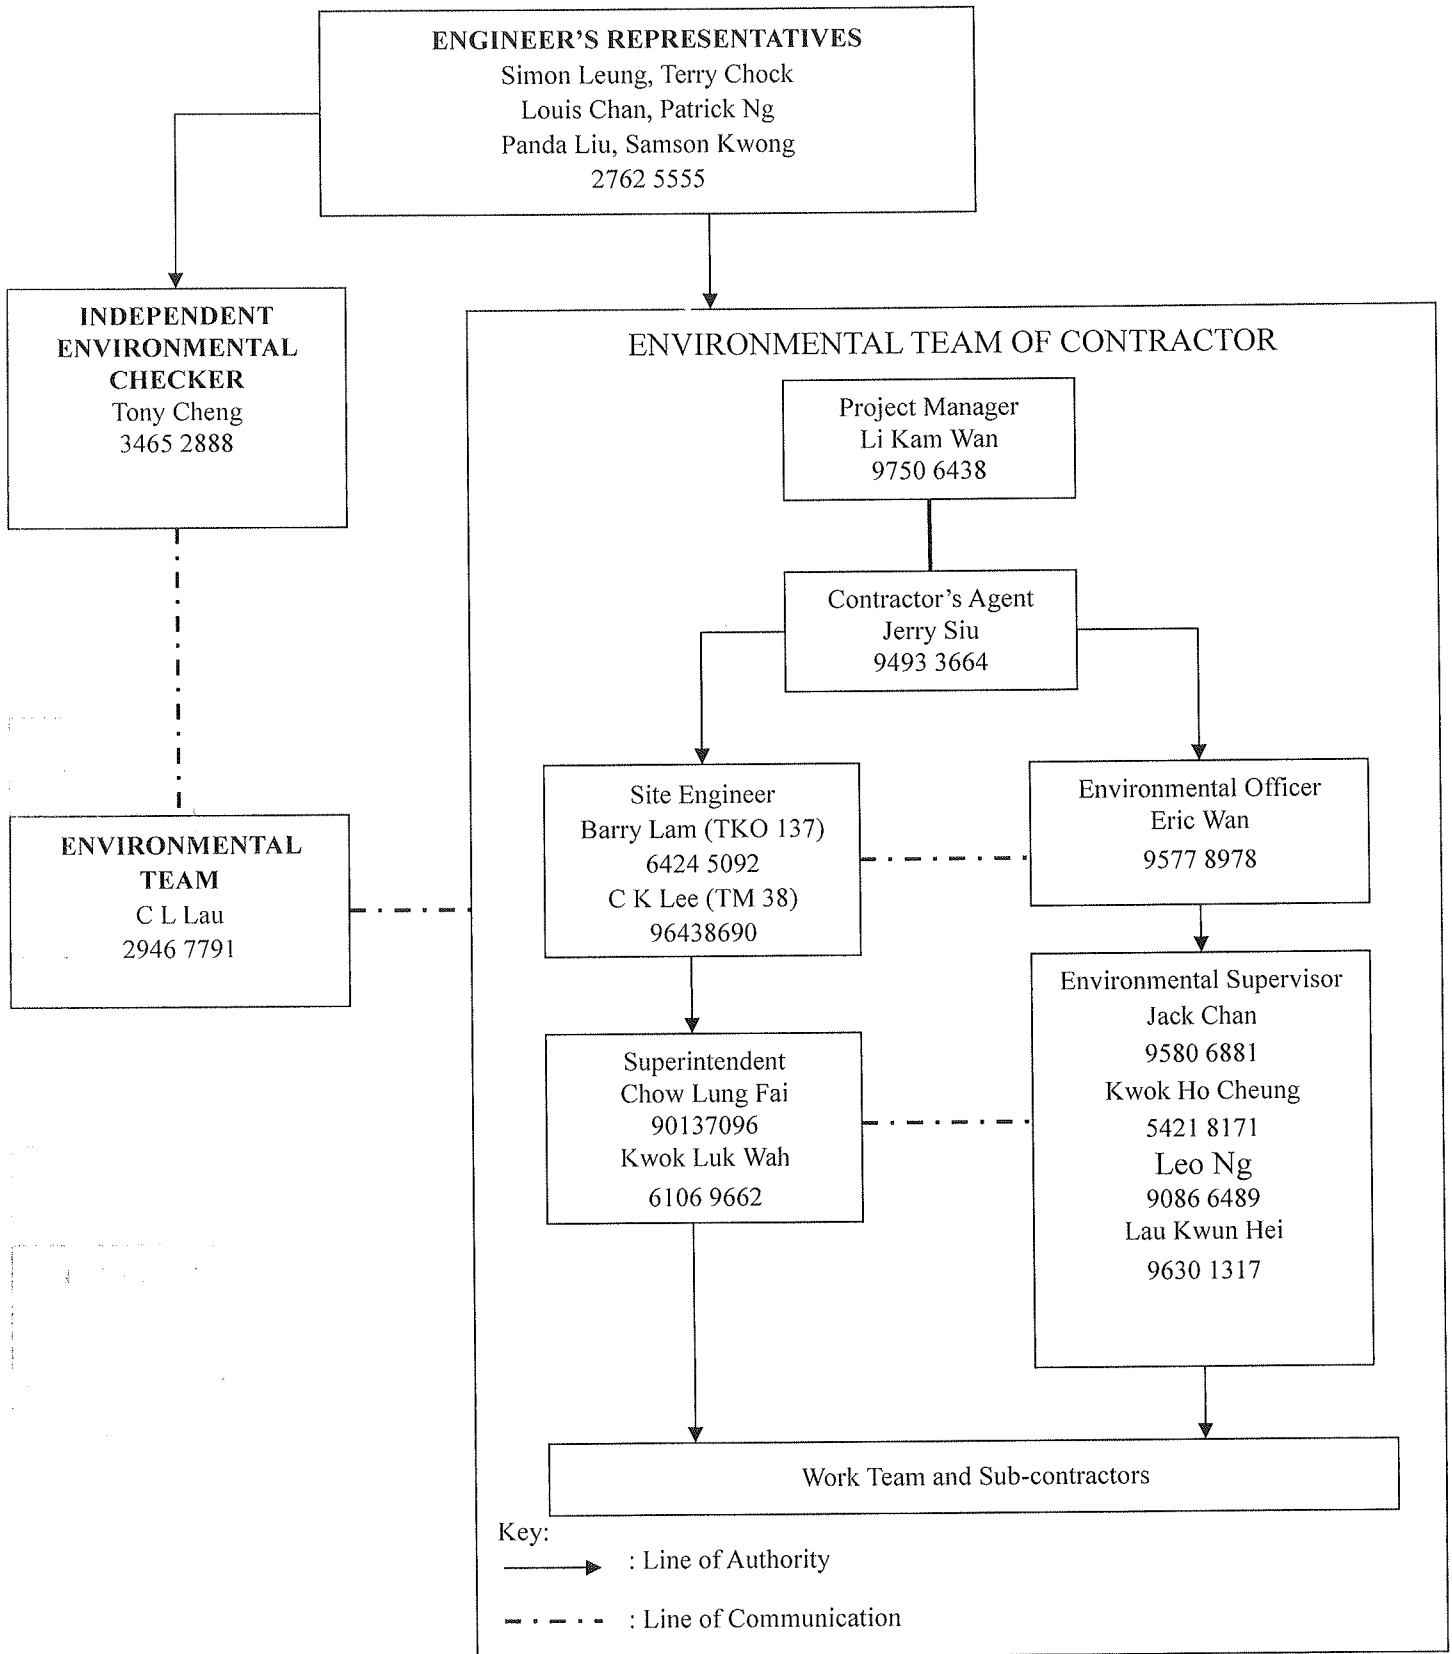 ENGINEER'S REPRESENTATIVES
Simon Leung, Terry Chock
Louis Chan, Patrick Ng
Panda Liu, Samson Kwong
2762 5555
INDEPENDENT
ENVIRONMENTAL
CHECKER
Tony Cheng
3465 2888
ENVIRONMENTAL
TEAM
C L Lau
2946 7791
ENVIRONMENTAL TEAM OF CONTRACTOR
Project Manager
Li Kam Wan
9750 6438
Contractor's Agent
Jerry Siu
9493 3664
Site Engineer
Barry Lam (TKO 137)
6424 5092
C K Lee (TM 38)
96438690
Environmental Officer
Eric Wan
9577 8978
Superintendent
Chow Lung Fai
90137096
Kwok Luk Wah
6106 9662
Environmental Supervisor
Jack Chan
9580 6881
Kwok Ho Cheung
5421 8171
Leo Ng
9086 6489
Lau Kwun Hei
9630 1317
Work Team and Sub-contractors
Key:
: Line of Authority
: Line of Communication